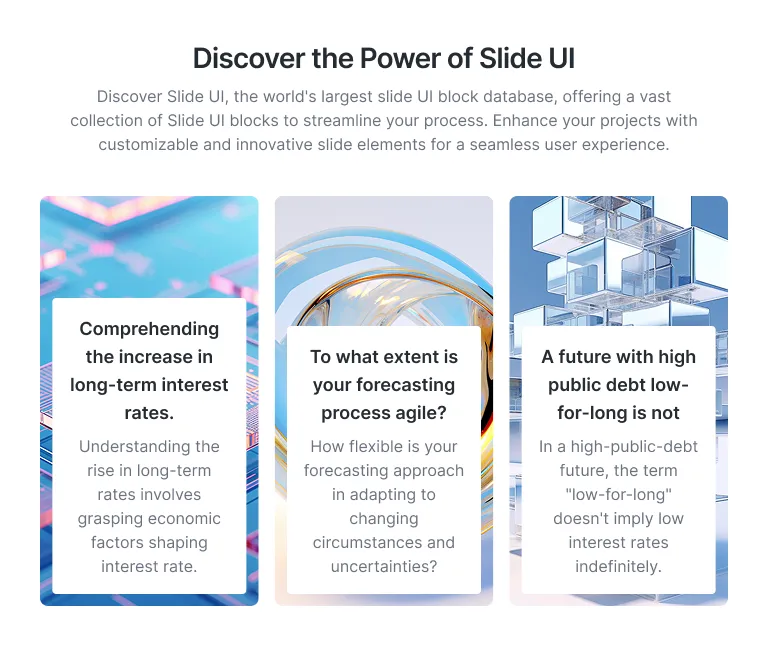 Discover the Power of Slide UI
Discover Slide UI, the world's largest slide UI block database, offering a vast
collection of Slide UI blocks to streamline your process. Enhance your projects with
customizable and innovative slide elements for a seamless user experience.
Comprehending
the increase in
long-term interest
rates.
Understanding the
rise in long-term
rates involves
grasping economic
factors shaping
interest rate.
To what extent is
your forecasting
process agile?
How flexible is your
forecasting approach
in adapting to
changing
circumstances and
uncertainties?
A future with high
public debt low-
for-long is not
In a high-public-debt
future, the term
"low-for-long"
doesn't imply low
interest rates
indefinitely.